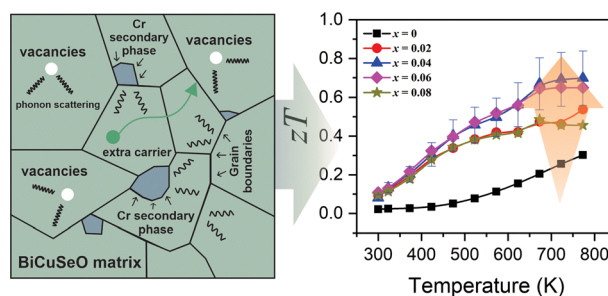 Cr secondary
phase
vacancies
vacancies
phonon scattering
extra carrier
Grain
boundaries
vacancies
Cr secondary
phase
BiCuSeO matrix
zT
1.0
0.8
0.6
0.4
0.2
0.0
x = 0
x = 0.02
x = 0.04
x = 0.06
x = 0.08
300 400 500 600 700 800
Temperature (K)